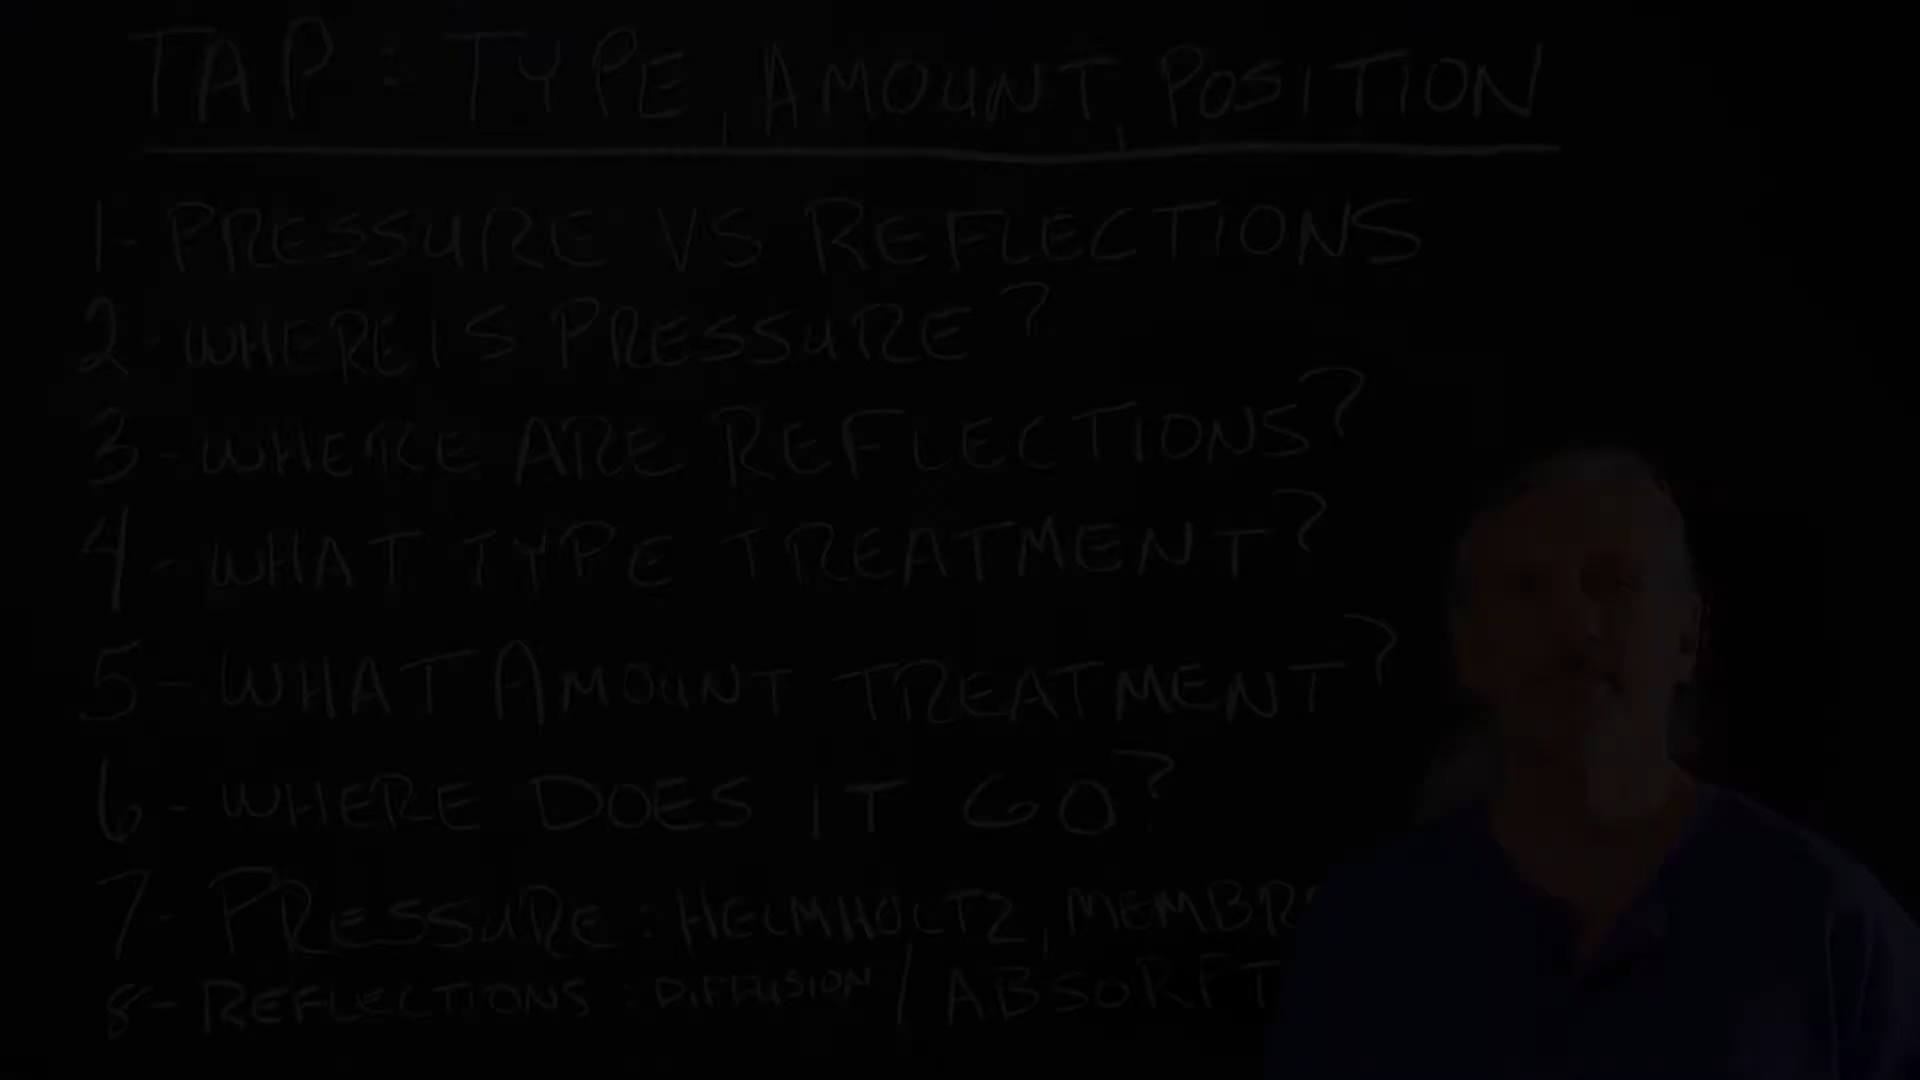 TAP: TYPE, AMOUNT, POSITION
1- PRESSURE VS REFLECTIONS
2- WHERE IS PRESSURE?
3- WHERE ARE REFLECTIONS?
4- WHAT TYPE TREATMENT?
5- WHAT AMOUNT TREATMENT?
6- WHERE DOES IT GO?
7- PRESSURE: HELMHOLTZ, MEMBR
8- REFLECTIONS: DIFFUSION / ABSORPT